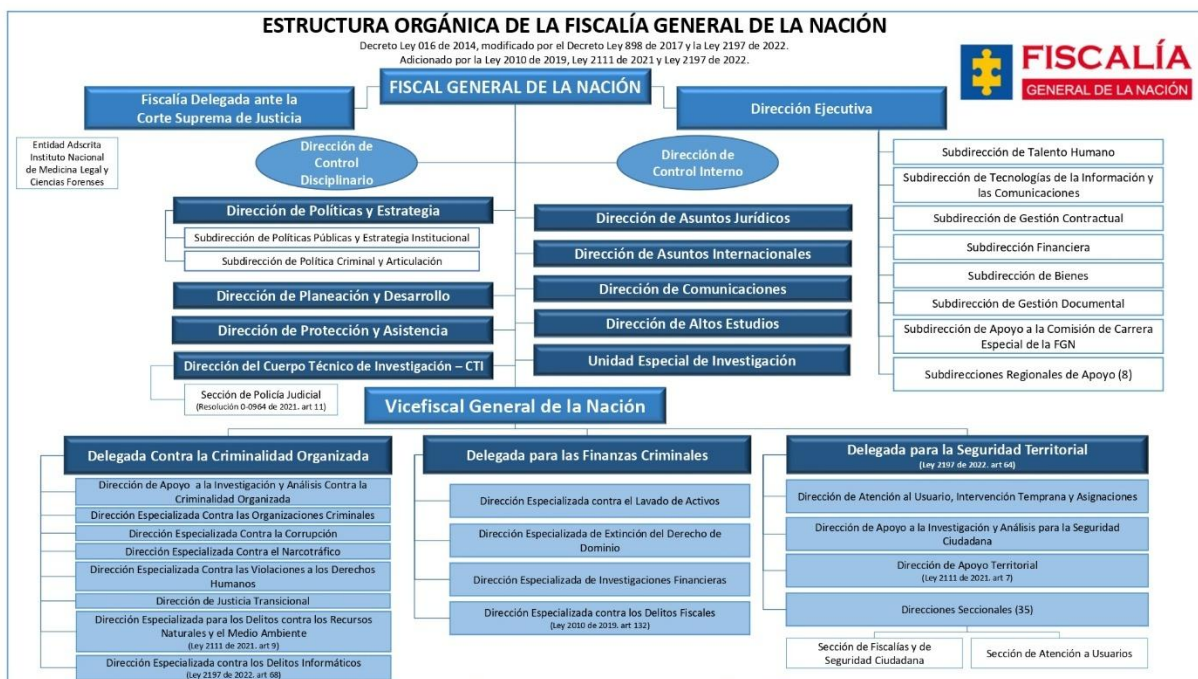 ESTRUCTURA ORGÁNICA DE LA FISCALÍA GENERAL DE LA NACIÓN
Decreto Ley 016 de 2014, modificado por el Decreto Ley 898 de 2017 y la Ley 2197 de 2022.
Adicionado por la Ley 2010 de 2019, Ley 2111 de 2021 y Ley 2197 de 2022.
FISCALÍA
GENERAL DE LA NACIÓN
FISCAL GENERAL DE LA NACIÓN
Fiscalía Delegada ante la
Corte Suprema de Justicia
Dirección Ejecutiva
Entidad Adscrita
Instituto Nacional
de Medicina Legal y
Ciencias Forenses
Dirección de
Control
Disciplinario
Dirección de
Control Interno
Subdirección de Talento Humano
Subdirección de Tecnologías de la Información y
las Comunicaciones
Subdirección de Gestión Contractual
Subdirección Financiera
Subdirección de Bienes
Subdirección de Gestión Documental
Subdirección de Apoyo a la Comisión de Carrera
Especial de la FGN
Subdirecciones Regionales de Apoyo (8)
Dirección de Políticas y Estrategia
Subdirección de Políticas Públicas y Estrategia Institucional
Subdirección de Política Criminal y Articulación
Dirección de Planeación y Desarrollo
Dirección de Protección y Asistencia
Dirección del Cuerpo Técnico de Investigación – CTI
Sección de Policía Judicial
(Resolución 0-0964 de 2021. art 11)
Dirección de Asuntos Jurídicos
Dirección de Asuntos Internacionales
Dirección de Comunicaciones
Dirección de Altos Estudios
Unidad Especial de Investigación
Vicefiscal General de la Nación
Delegada Contra la Criminalidad Organizada
Dirección de Apoyo a la Investigación y Análisis Contra la
Criminalidad Organizada
Dirección Especializada Contra las Organizaciones Criminales
Dirección Especializada Contra la Corrupción
Dirección Especializada Contra el Narcotráfico
Dirección Especializada Contra las Violaciones a los Derechos
Humanos
Dirección de Justicia Transicional
Dirección Especializada para los Delitos contra los Recursos
Naturales y el Medio Ambiente
(Ley 2111 de 2021. art 9)
Dirección Especializada contra los Delitos Informáticos
(Ley 2197 de 2022. art 68)
Delegada para las Finanzas Criminales
Dirección Especializada contra el Lavado de Activos
Dirección Especializada de Extinción del Derecho de
Dominio
Dirección Especializada de Investigaciones Financieras
Dirección Especializada contra los Delitos Fiscales
(Ley 2010 de 2019. art 132)
Delegada para la Seguridad Territorial
(Ley 2197 de 2022. art 64)
Dirección de Atención al Usuario, Intervención Temprana y Asignaciones
Dirección de Apoyo a la Investigación y Análisis para la Seguridad
Ciudadana
Dirección de Apoyo Territorial
(Ley 2111 de 2021. art 7)
Direcciones Seccionales (35)
Sección de Fiscalías y de
Seguridad Ciudadana
Sección de Atención a Usuarios